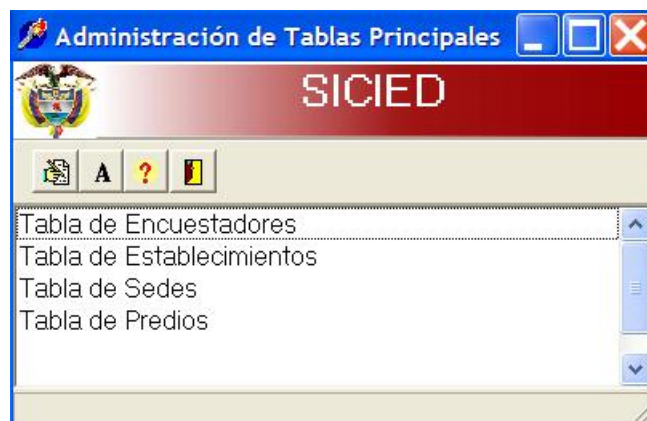 Administración de Tablas Principales
SICIED
A ?
Tabla de Encuestadores
Tabla de Establecimientos
Tabla de Sedes
Tabla de Predios